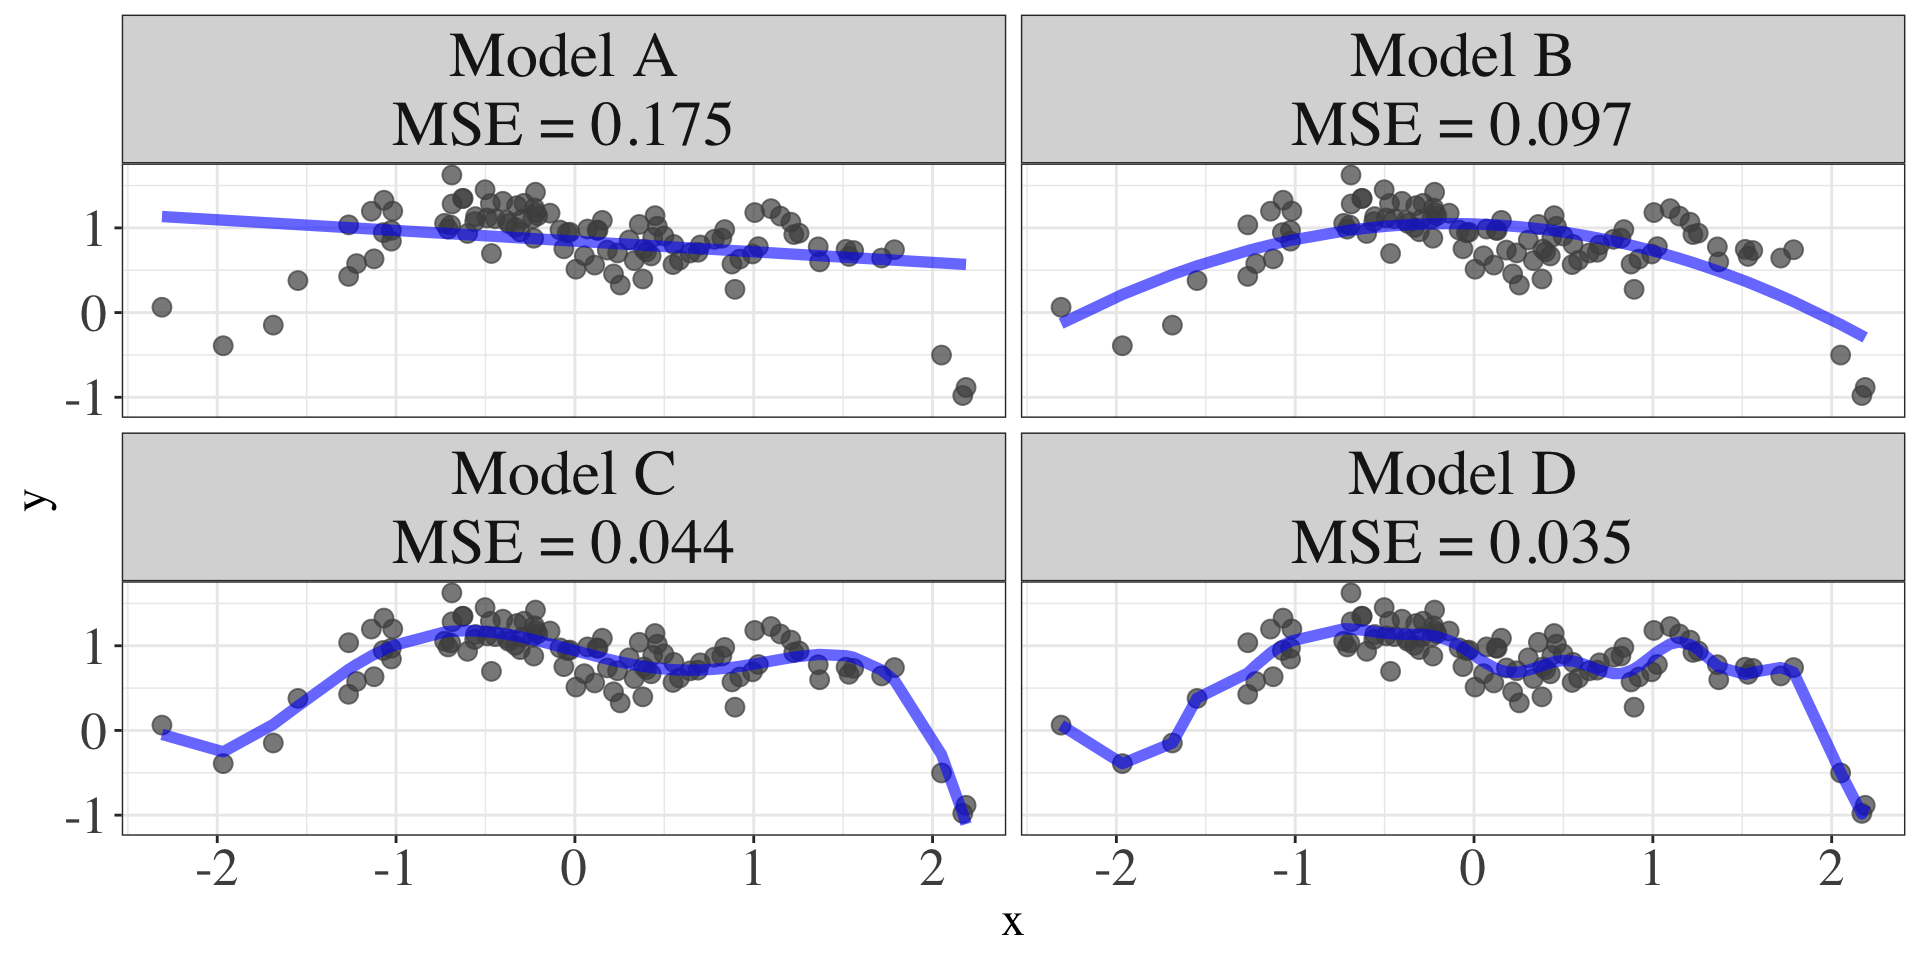 Model A
MSE = 0.175
Model B
MSE = 0.097
1
0
-1
Model C
MSE = 0.044
Model D
MSE = 0.035
1
0
-1
y
-2
-1
0
1
2
-2
-1
0
1
2
x